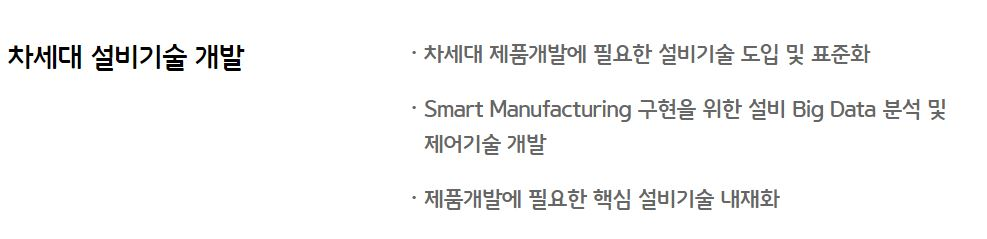 차세대 설비기술 개발
· 차세대 제품개발에 필요한 설비기술 도입 및 표준화
· Smart Manufacturing 구현을 위한 설비 Big Data 분석 및
제어기술 개발
· 제품개발에 필요한 핵심 설비기술 내재화